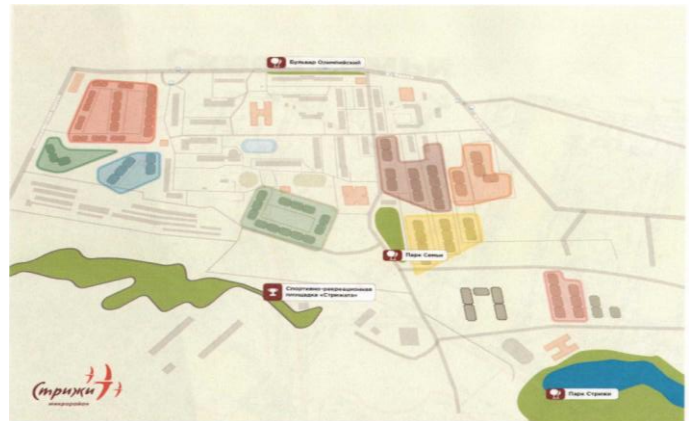 Бульвар Олимпийский
Парк Семьи
Спортивно-рекреационная
площадка «Стрижата»
Парк Стрижи
Стрижи
микрорайон